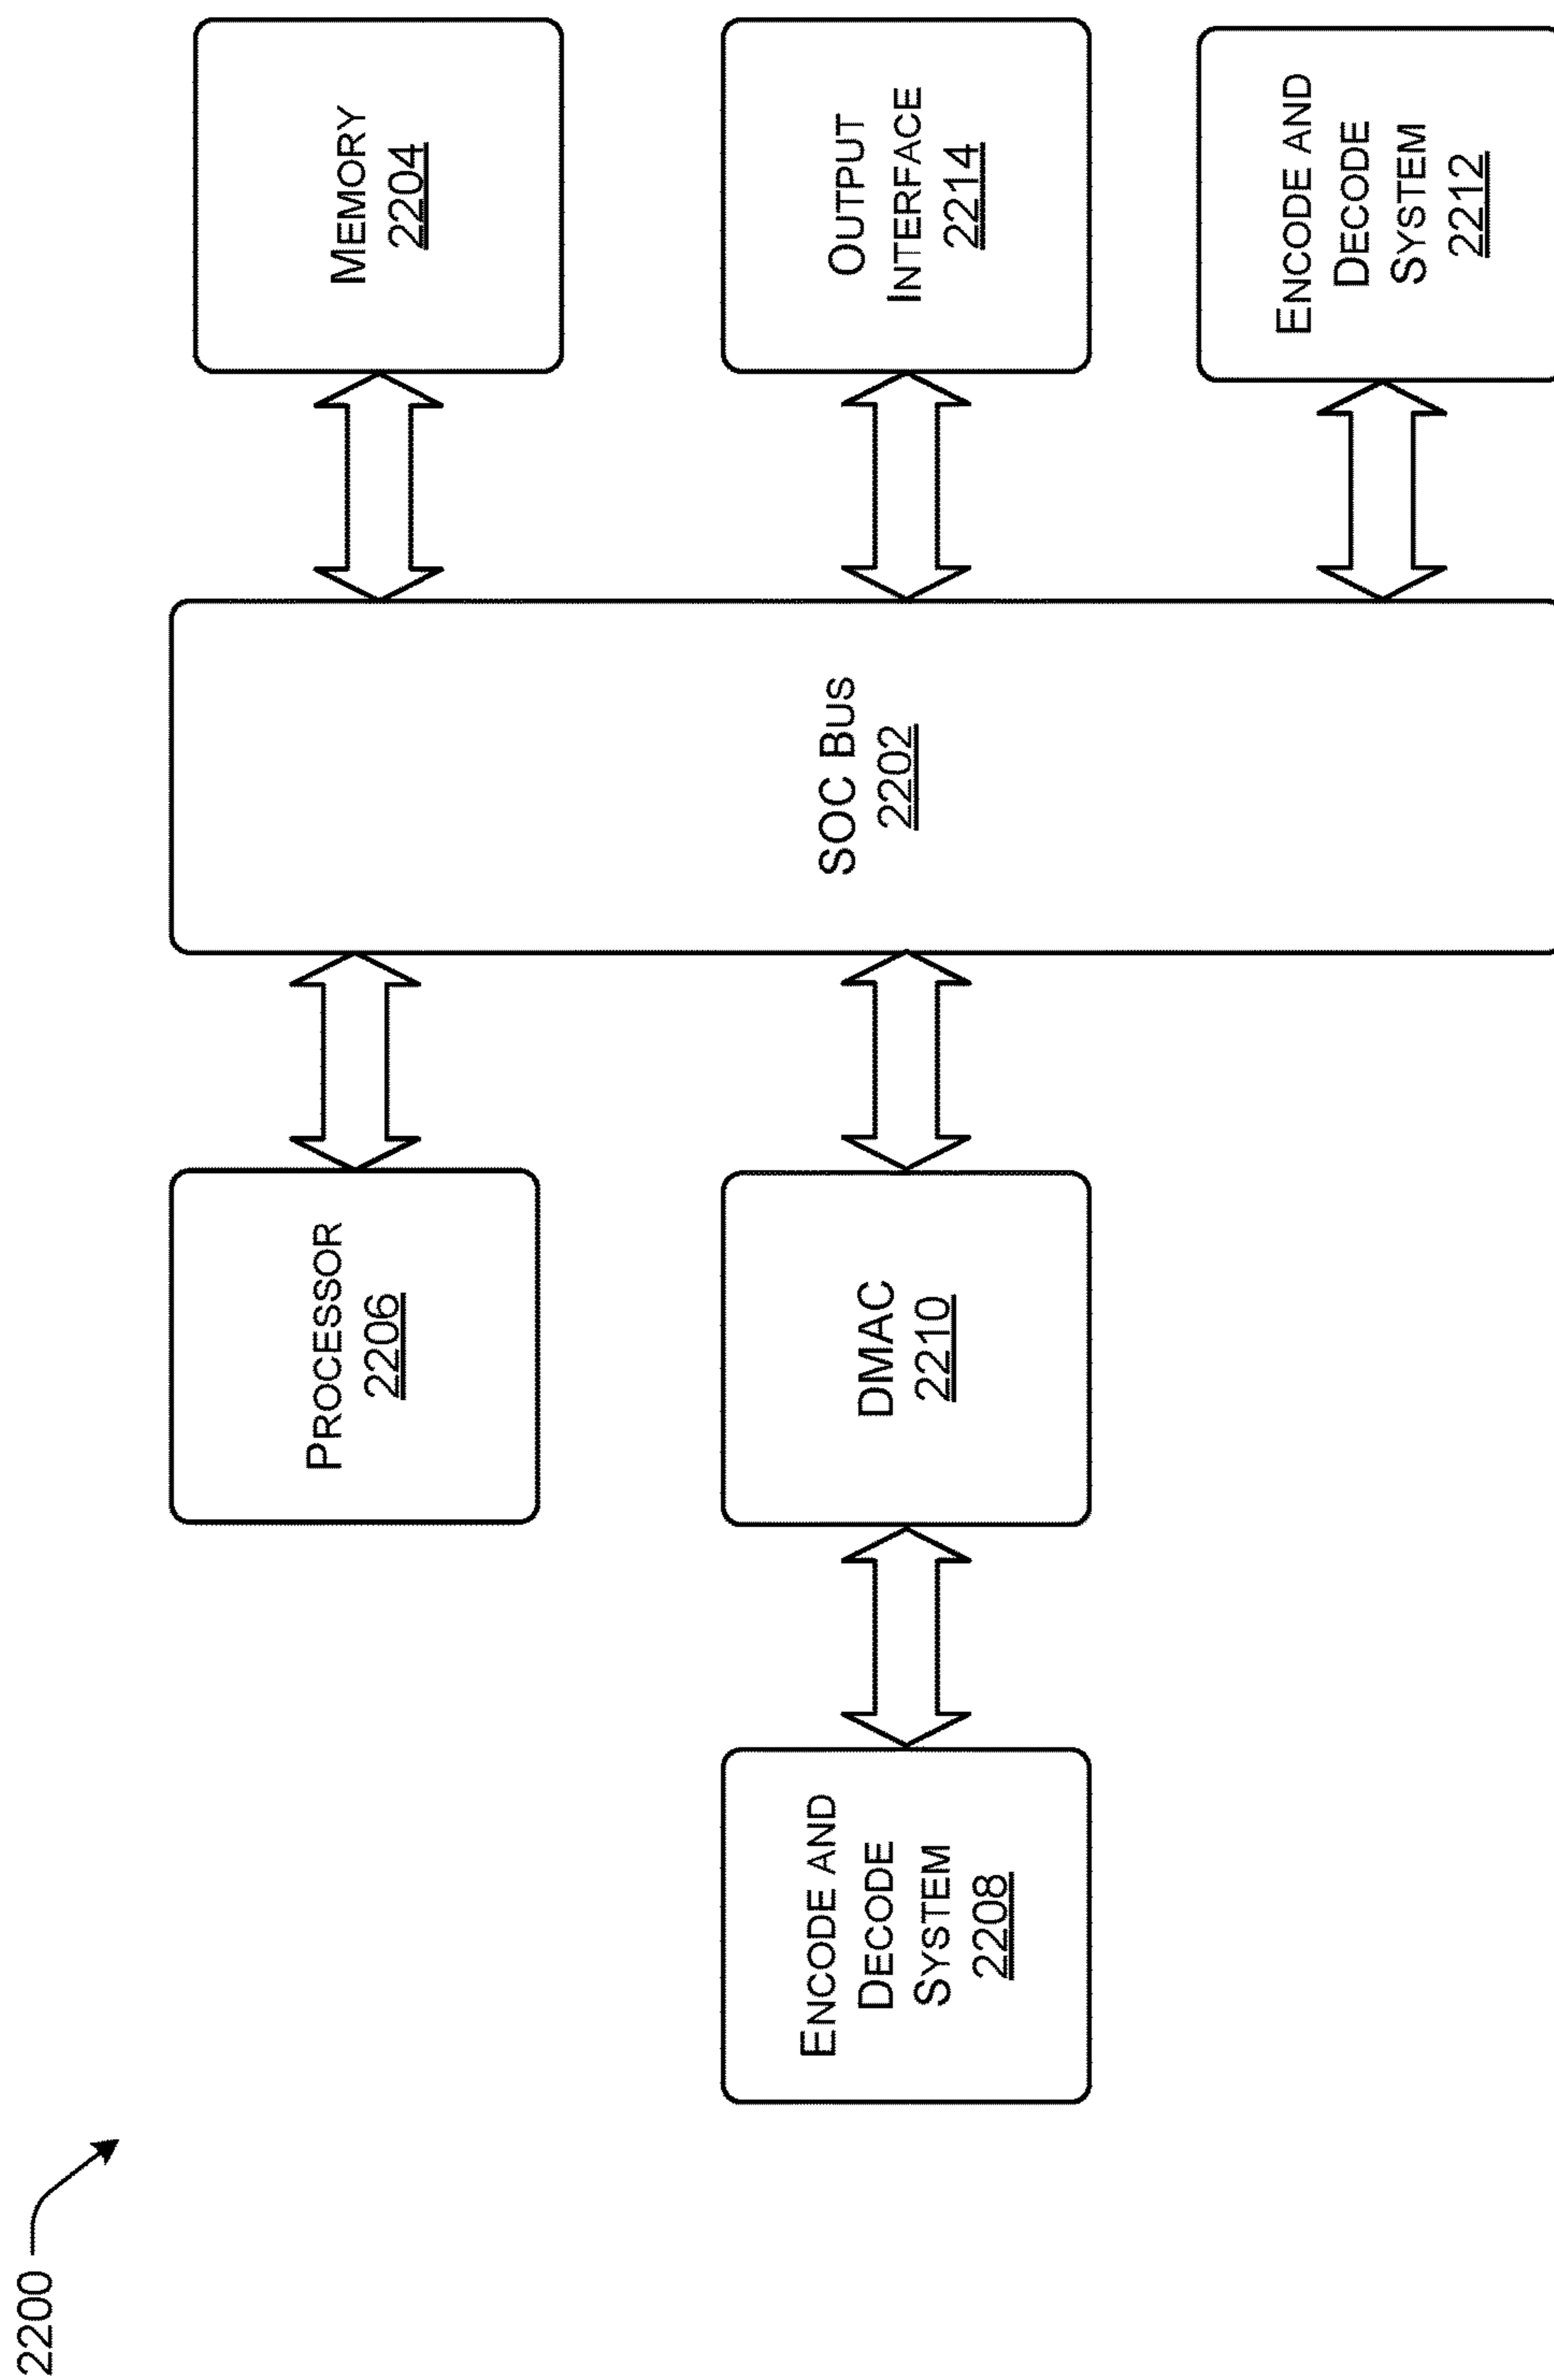 2200
PROCESSOR
2206
MEMORY
2204
ENCODE AND
DECODE
SYSTEM
2208
DMAC
2210
SOC BUS
2202
OUTPUT
INTERFACE
2214
ENCODE AND
DECODE
SYSTEM
2212